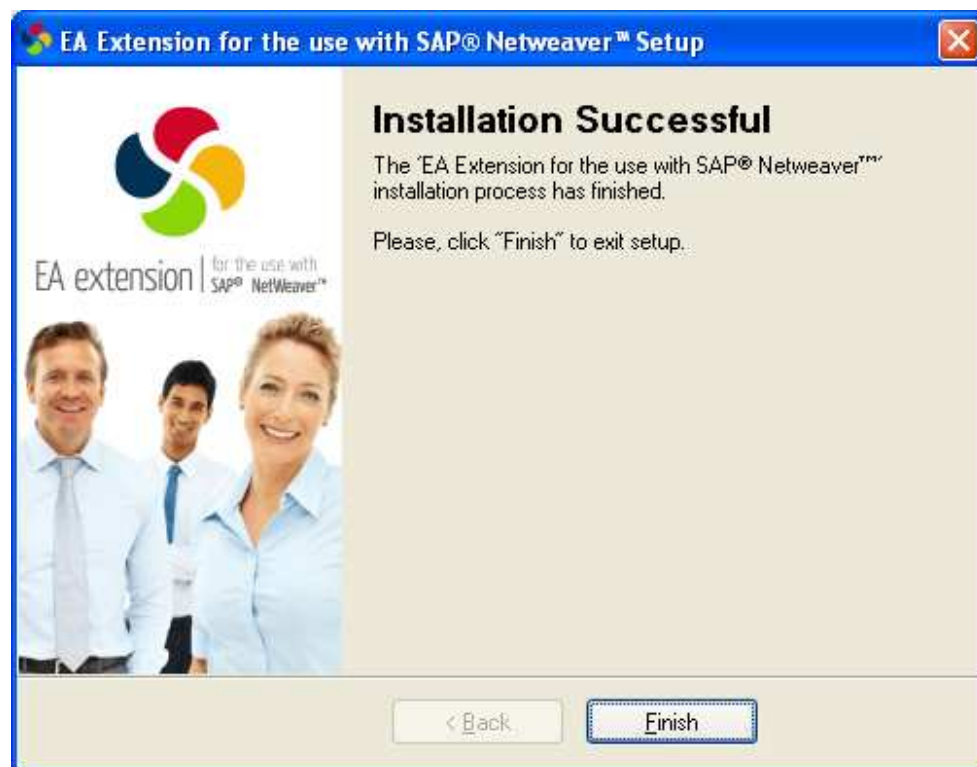 EA Extension for the use with SAP® Netweaver™ Setup
Installation Successful
The ´EA Extension for the use with SAP® Netweaver™´
installation process has finished.
Please, click ˝Finish˝ to exit setup.
EA extension | for the use with
SAP® NetWeaver™
< Back
Finish